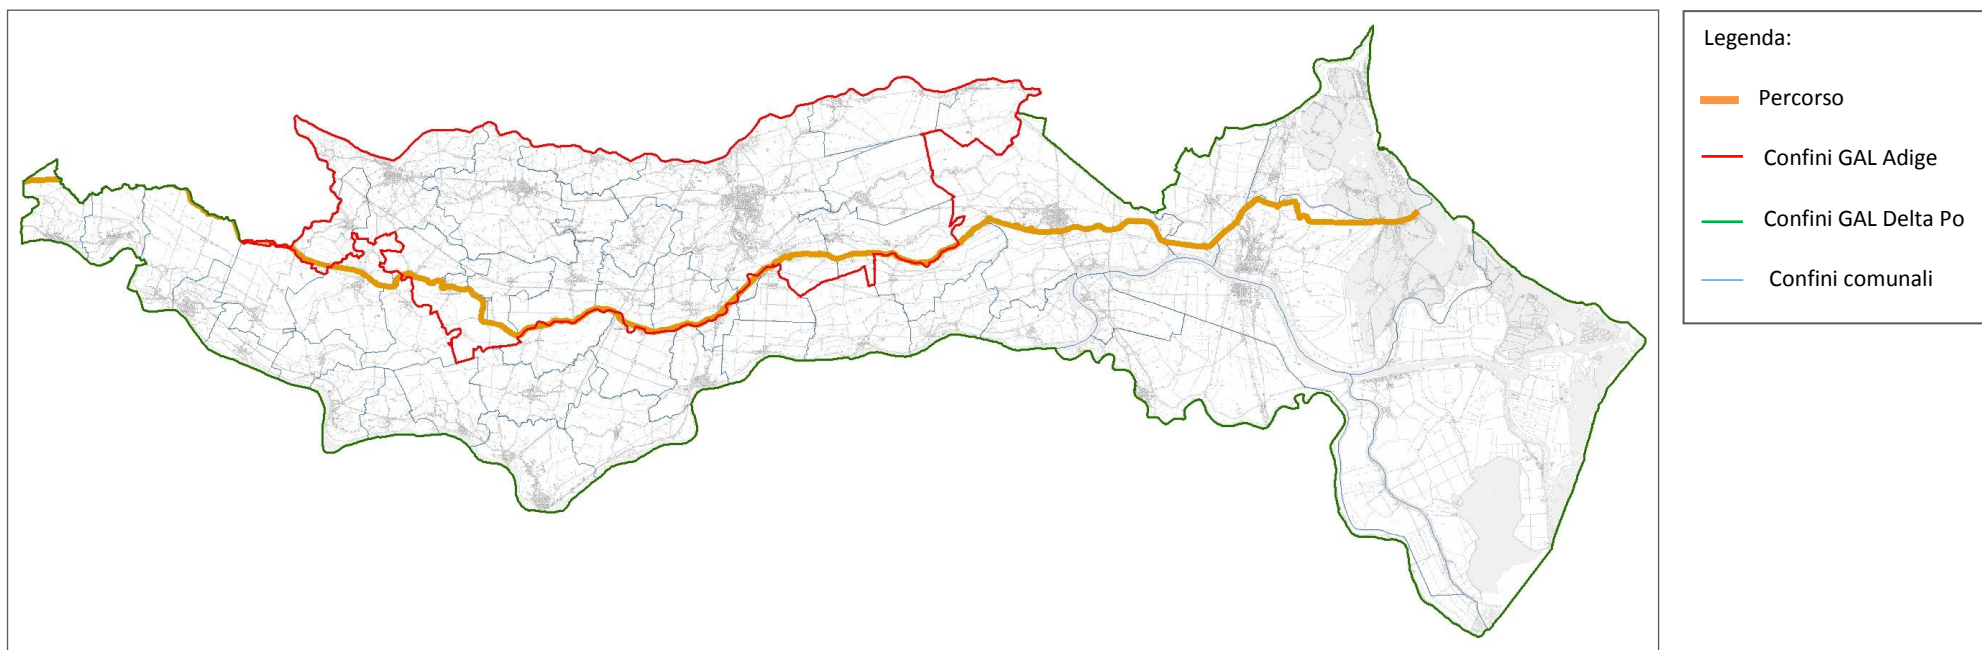 Legenda:
Percorso
Confini GAL Adige
Confini GAL Delta Po
Confini comunali